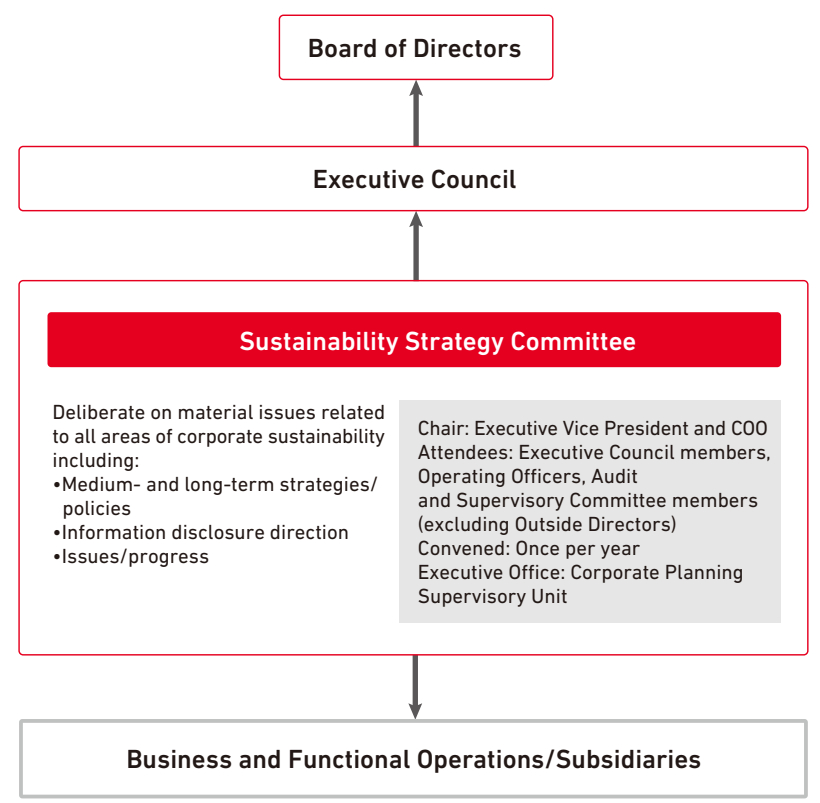 Board of Directors
Executive Council
Sustainability Strategy Committee
Deliberate on material issues related
to all areas of corporate sustainability
including:
•Medium- and long-term strategies/
policies
•Information disclosure direction
•Issues/progress
Chair: Executive Vice President and COO
Attendees: Executive Council members,
Operating Officers, Audit
and Supervisory Committee members
(excluding Outside Directors)
Convened: Once per year
Executive Office: Corporate Planning
Supervisory Unit
Business and Functional Operations/Subsidiaries